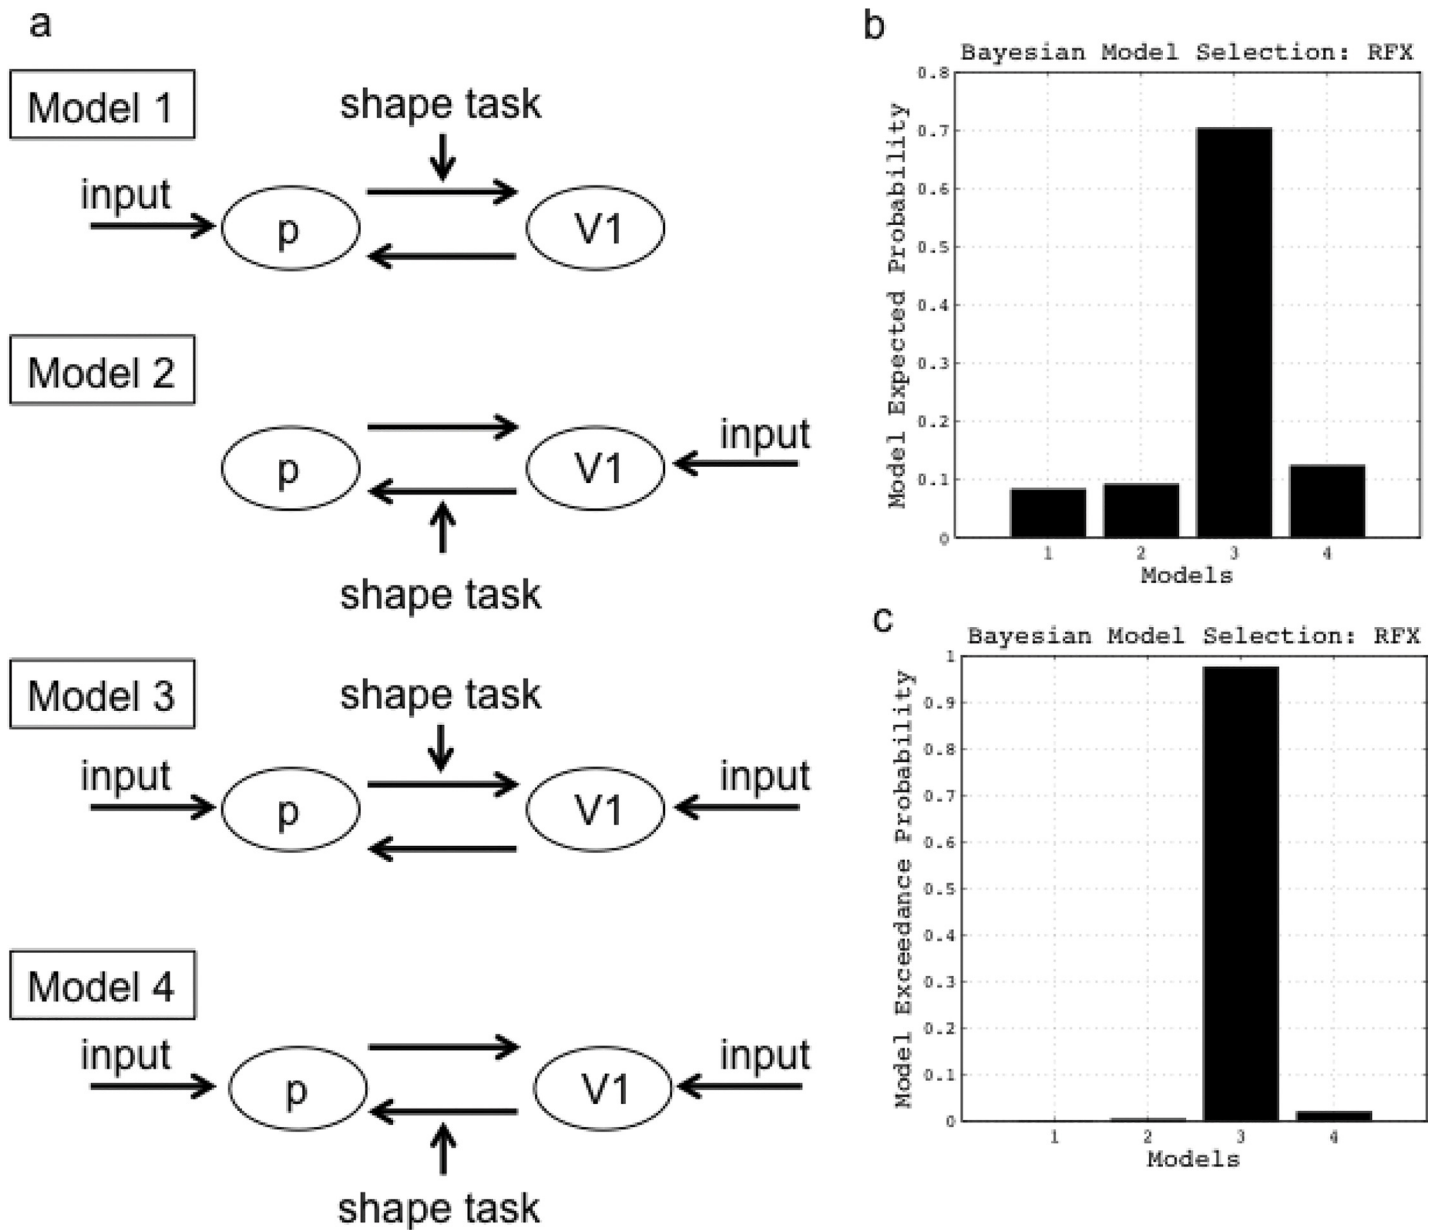 a
Model 1
shape task
input
p
V1
Model 2
p
V1
input
shape task
Model 3
shape task
input
p
V1
input
Model 4
input
p
V1
input
shape task
b
Bayesian Model Selection: RFX
Model Expected Probability
0.8
0.7
0.6
0.5
0.4
0.3
0.2
0.1
0
1 2 3 4
Models
c
Bayesian Model Selection: RFX
Model Exceedance Probability
1
0.9
0.8
0.7
0.6
0.5
0.4
0.3
0.2
0.1
0
1 2 3 4
Models